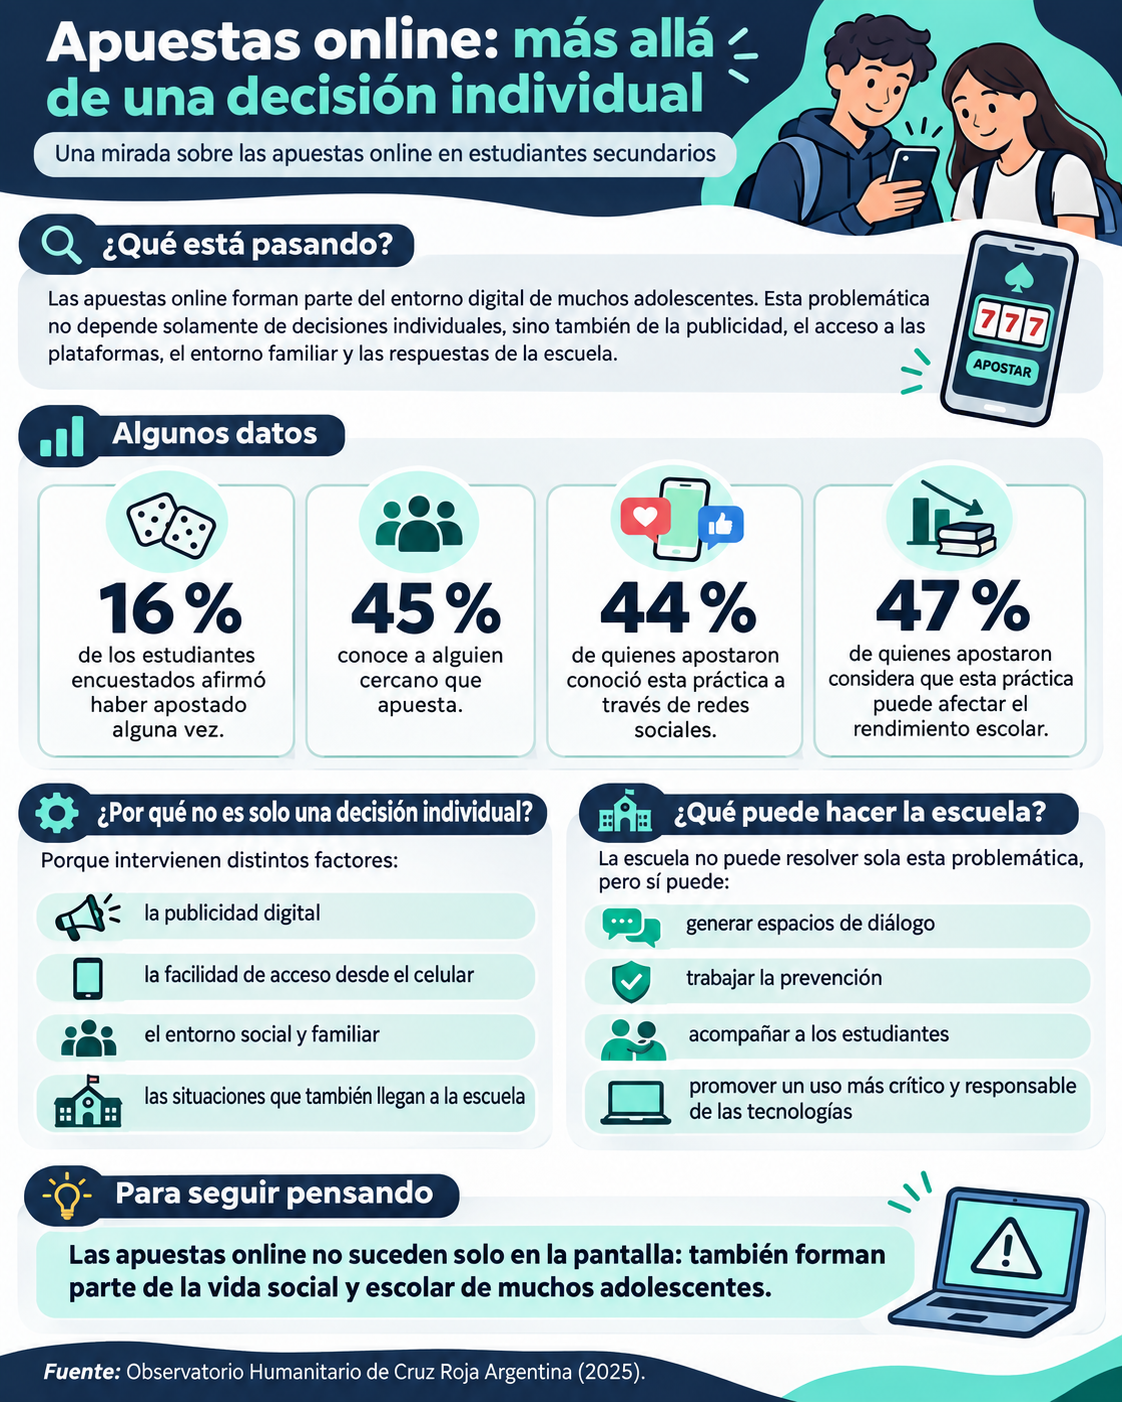 Apuestas online: más allá
de una decisión individual
Una mirada sobre las apuestas online en estudiantes secundarios
¿Qué está pasando?
Las apuestas online forman parte del entorno digital de muchos adolescentes. Esta problemática
no depende solamente de decisiones individuales, sino también de la publicidad, el acceso a las
plataformas, el entorno familiar y las respuestas de la escuela.
777
APOSTAR
Algunos datos
16 %
de los estudiantes
encuestados afirmó
haber apostado
alguna vez.
45 %
conoce a alguien
cercano que
apuesta.
44 %
de quienes apostaron
conoció esta práctica a
través de redes
sociales.
47 %
de quienes apostaron
considera que esta práctica
puede afectar el
rendimiento escolar.
¿Por qué no es solo una decisión individual?
Porque intervienen distintos factores:
la publicidad digital
la facilidad de acceso desde el celular
el entorno social y familiar
las situaciones que también llegan a la escuela
¿Qué puede hacer la escuela?
La escuela no puede resolver sola esta problemática,
pero sí puede:
generar espacios de diálogo
trabajar la prevención
acompañar a los estudiantes
promover un uso más crítico y responsable
de las tecnologías
Para seguir pensando
Las apuestas online no suceden solo en la pantalla: también forman
parte de la vida social y escolar de muchos adolescentes.
Fuente: Observatorio Humanitario de Cruz Roja Argentina (2025).